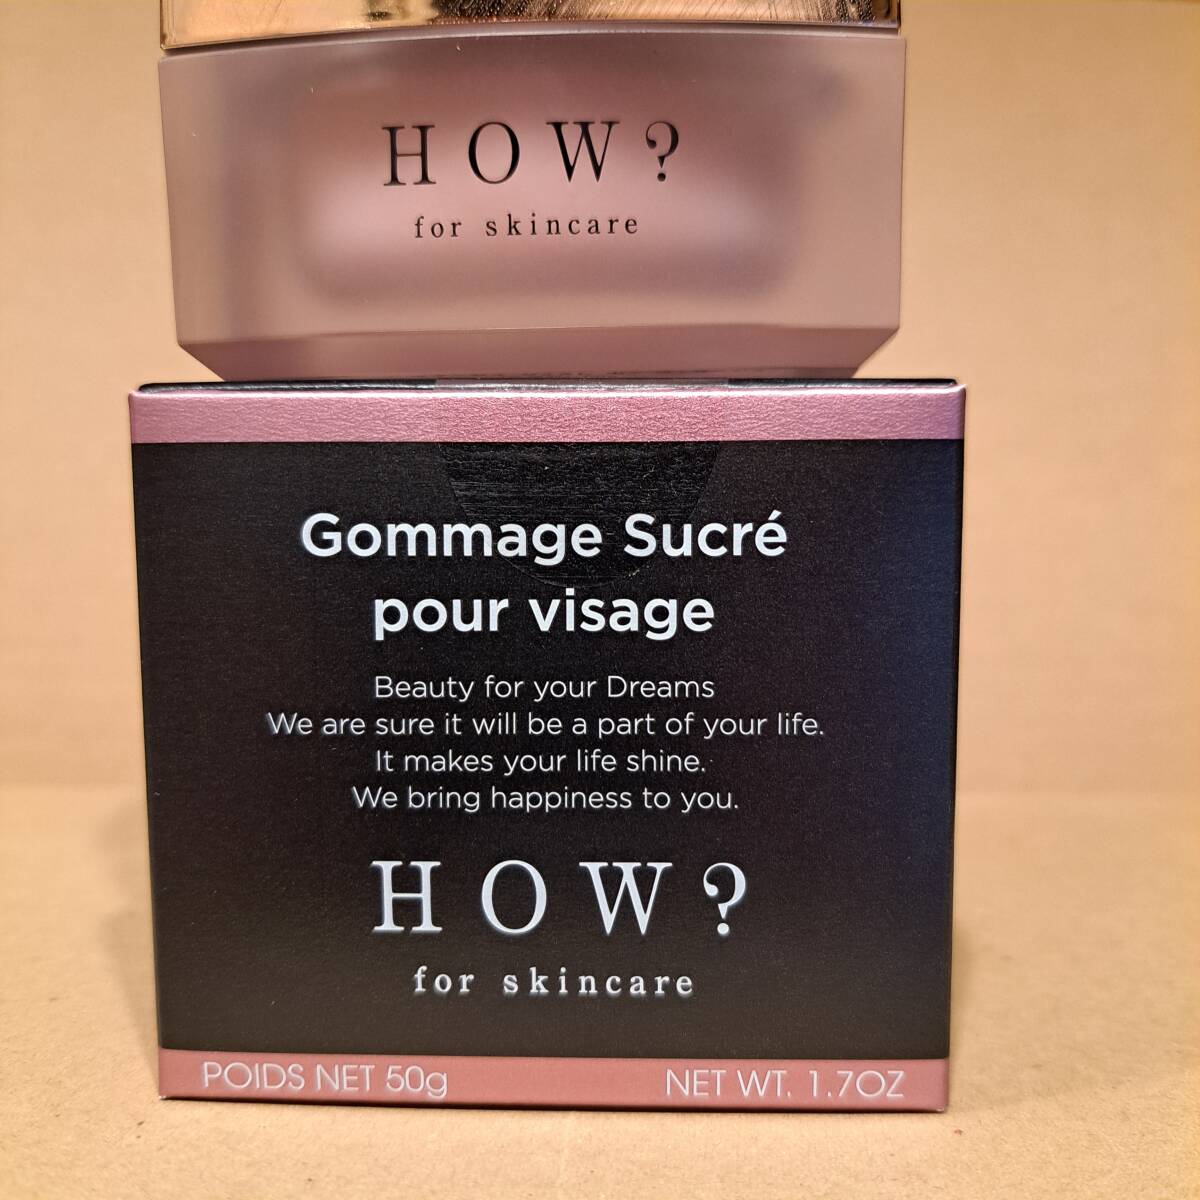 HOW?
for skincare
Gommage Sucré
pour visage
Beauty for your Dreams
We are sure it will be a part of your life.
It makes your life shine.
We bring happiness to you.
HOW?
for skincare
POIDS NET 50g NET WT. 1.7OZ